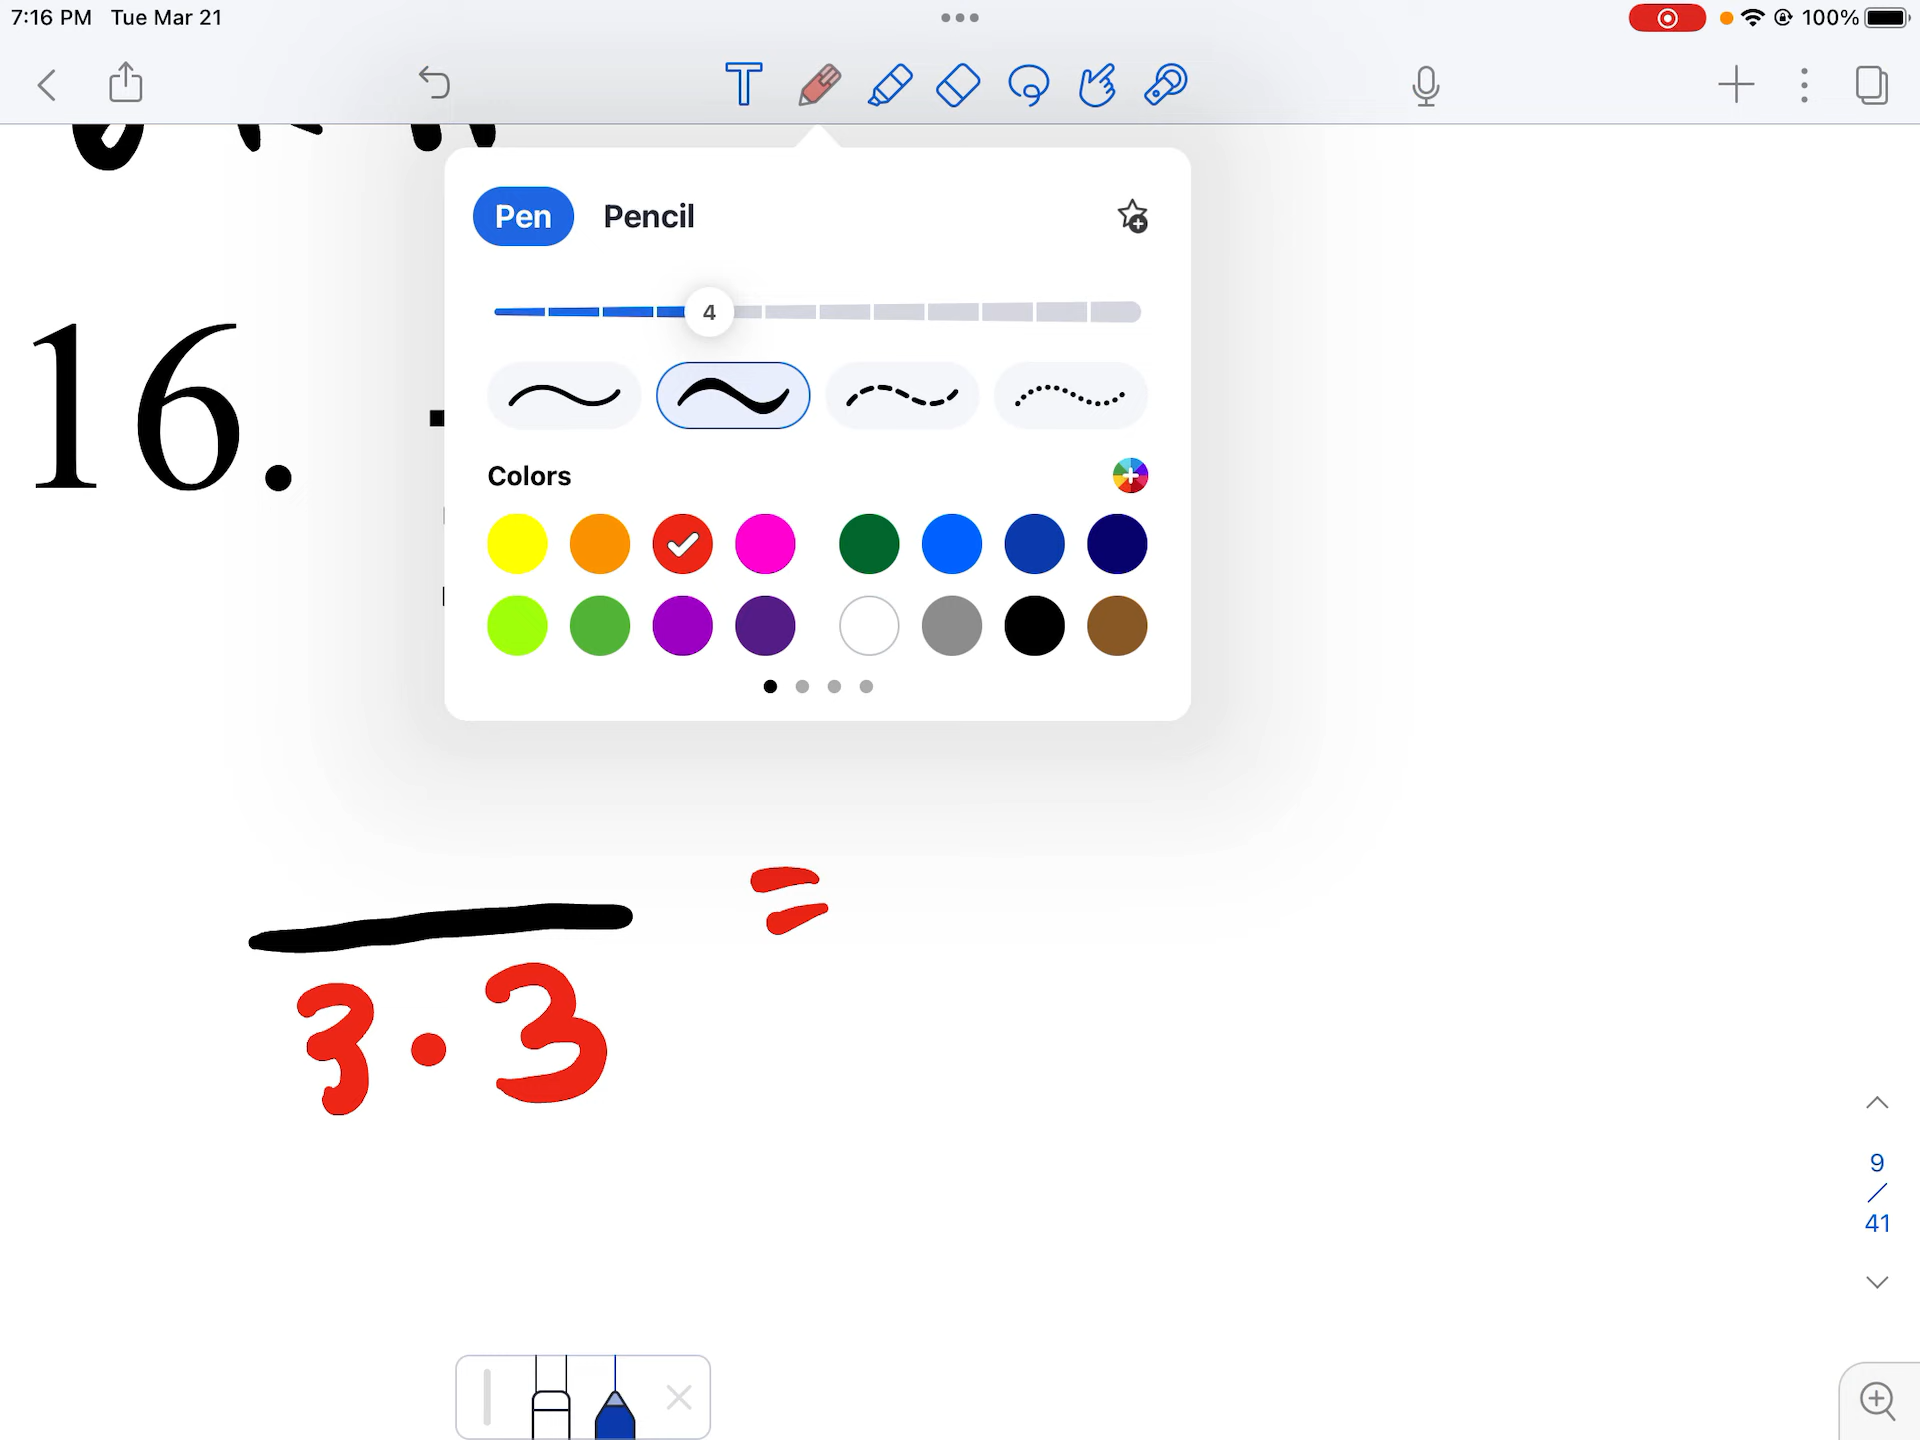 7:16 PM Tue Mar 21
100%
T
Pen Pencil
4
16.
Colors
=
3 · 3
9
/
41